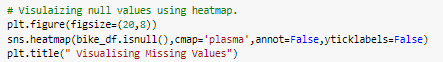 # Visulaizing null values using heatmap.
plt.figure(figsize=(20,8))
sns.heatmap(bike_df.isnull(),cmap='plasma',annot=False,yticklabels=False)
plt.title(" Visualising Missing Values")